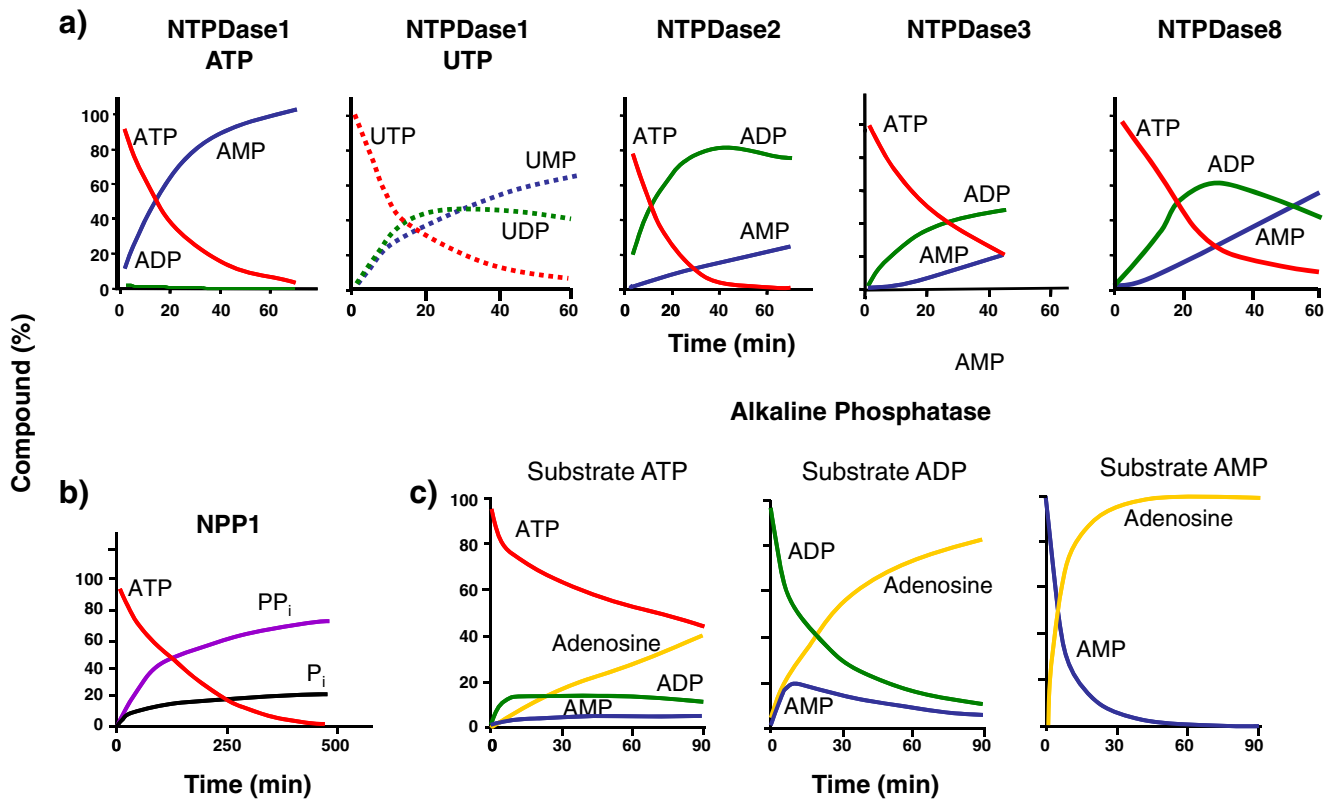 a)
NTPDase1
ATP
NTPDase1
UTP
NTPDase2
NTPDase3
NTPDase8
Compound (%)
100
80
60
40
20
0
ATP
AMP
ADP
0 20 40 60
UTP
UMP
UDP
0 20 40 60
ATP
ADP
AMP
0 20 40 60
ATP
ADP
AMP
0 20 40 60
ATP
ADP
AMP
0 20 40 60
Time (min)
AMP
Alkaline Phosphatase
b)
NPP1
100
80
60
40
20
0
ATP
PPi
Pi
0 250 500
Time (min)
c)
Substrate ATP
100
80
60
40
20
0
ATP
Adenosine
ADP
AMP
0 30 60 90
Substrate ADP
ADP
Adenosine
AMP
0 30 60 90
Substrate AMP
Adenosine
AMP
0 30 60 90
Time (min)